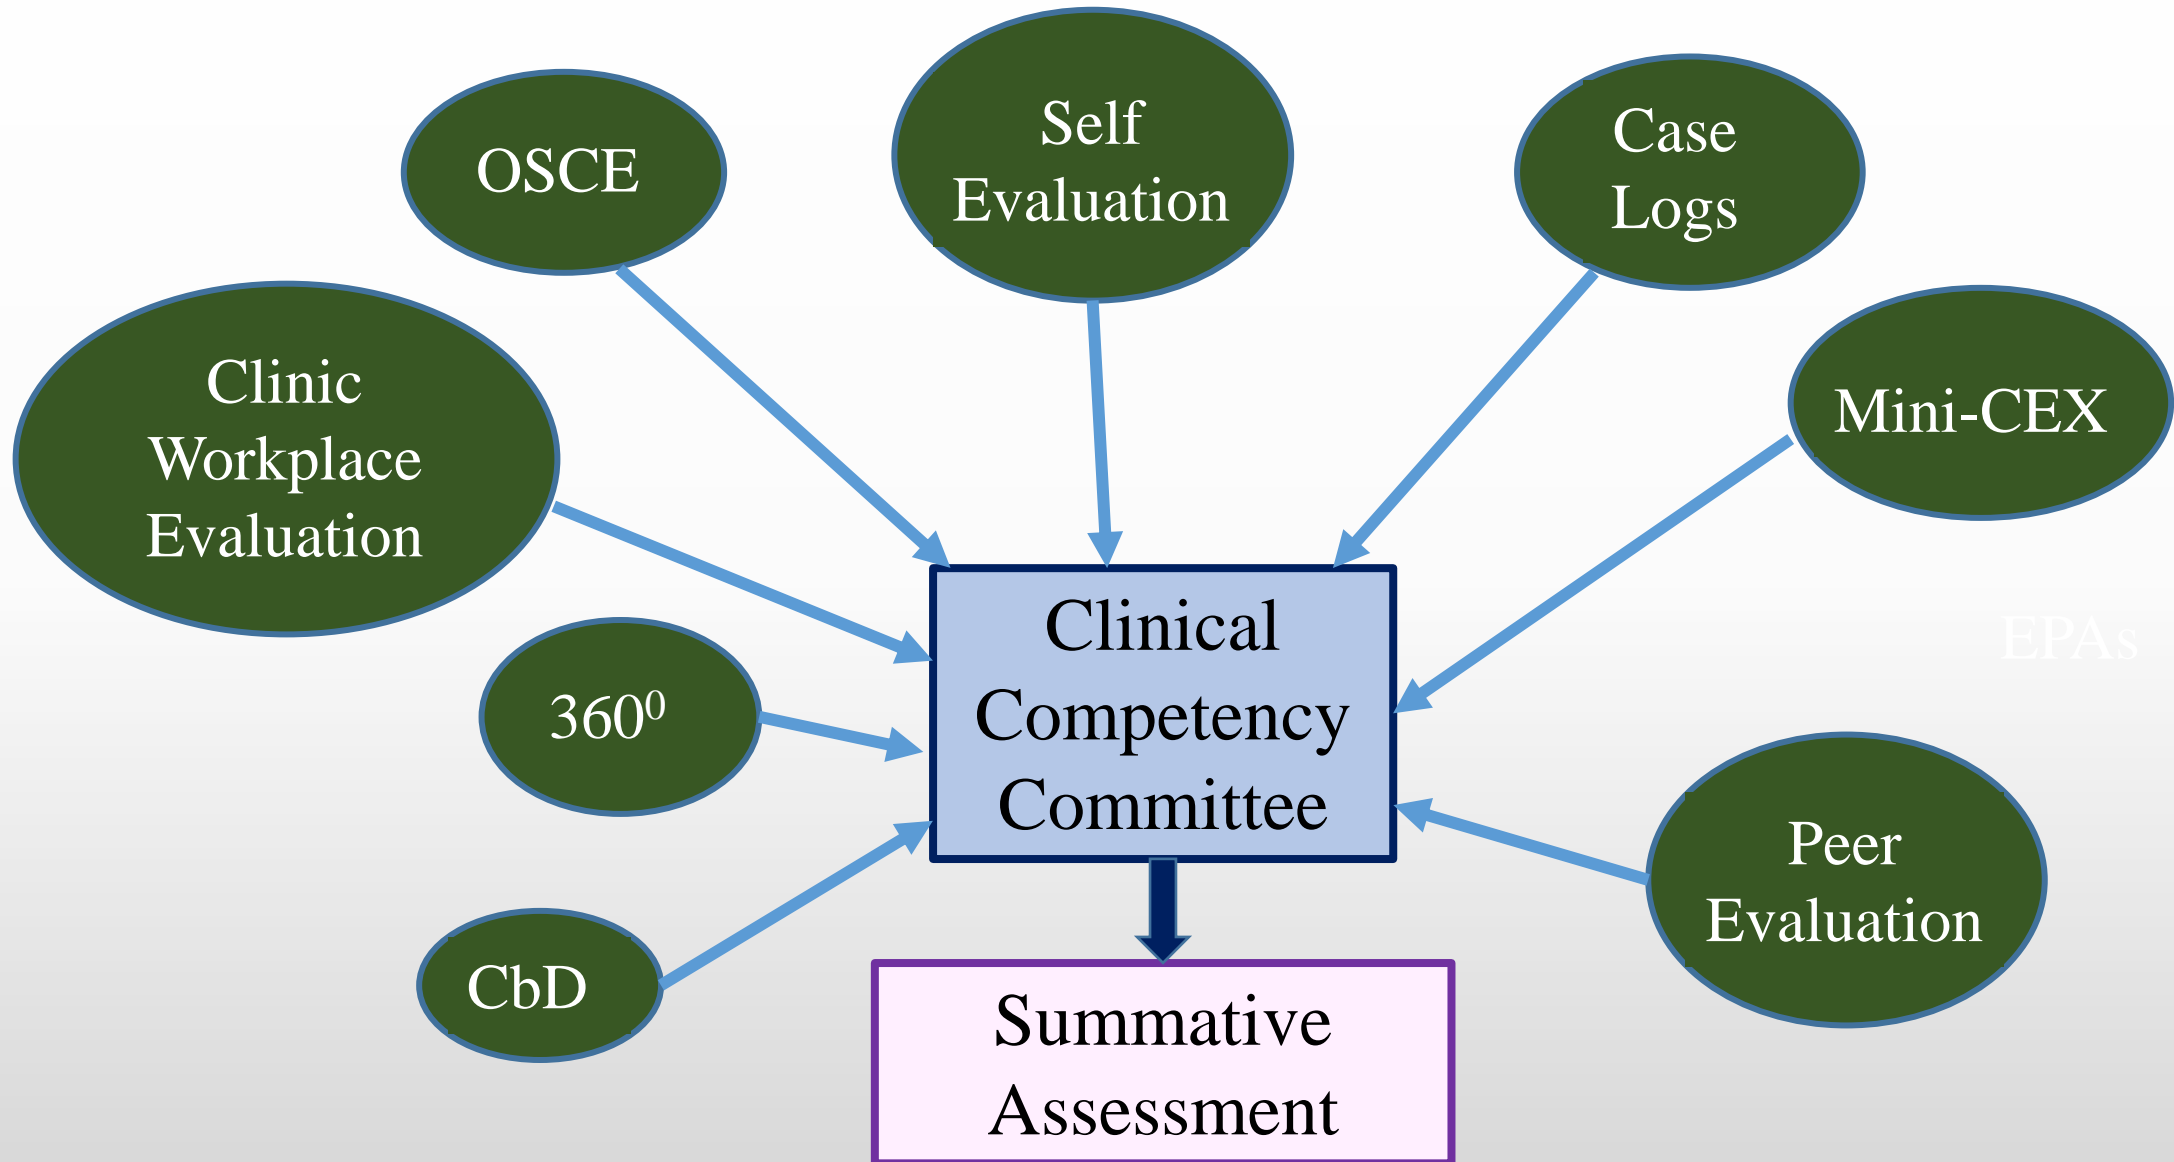 OSCE
Self
Evaluation
Case
Logs
Clinic
Workplace
Evaluation
Mini-CEX
Clinical
Competency
Committee
EPAs
360⁰
Peer
Evaluation
CbD
Summative
Assessment